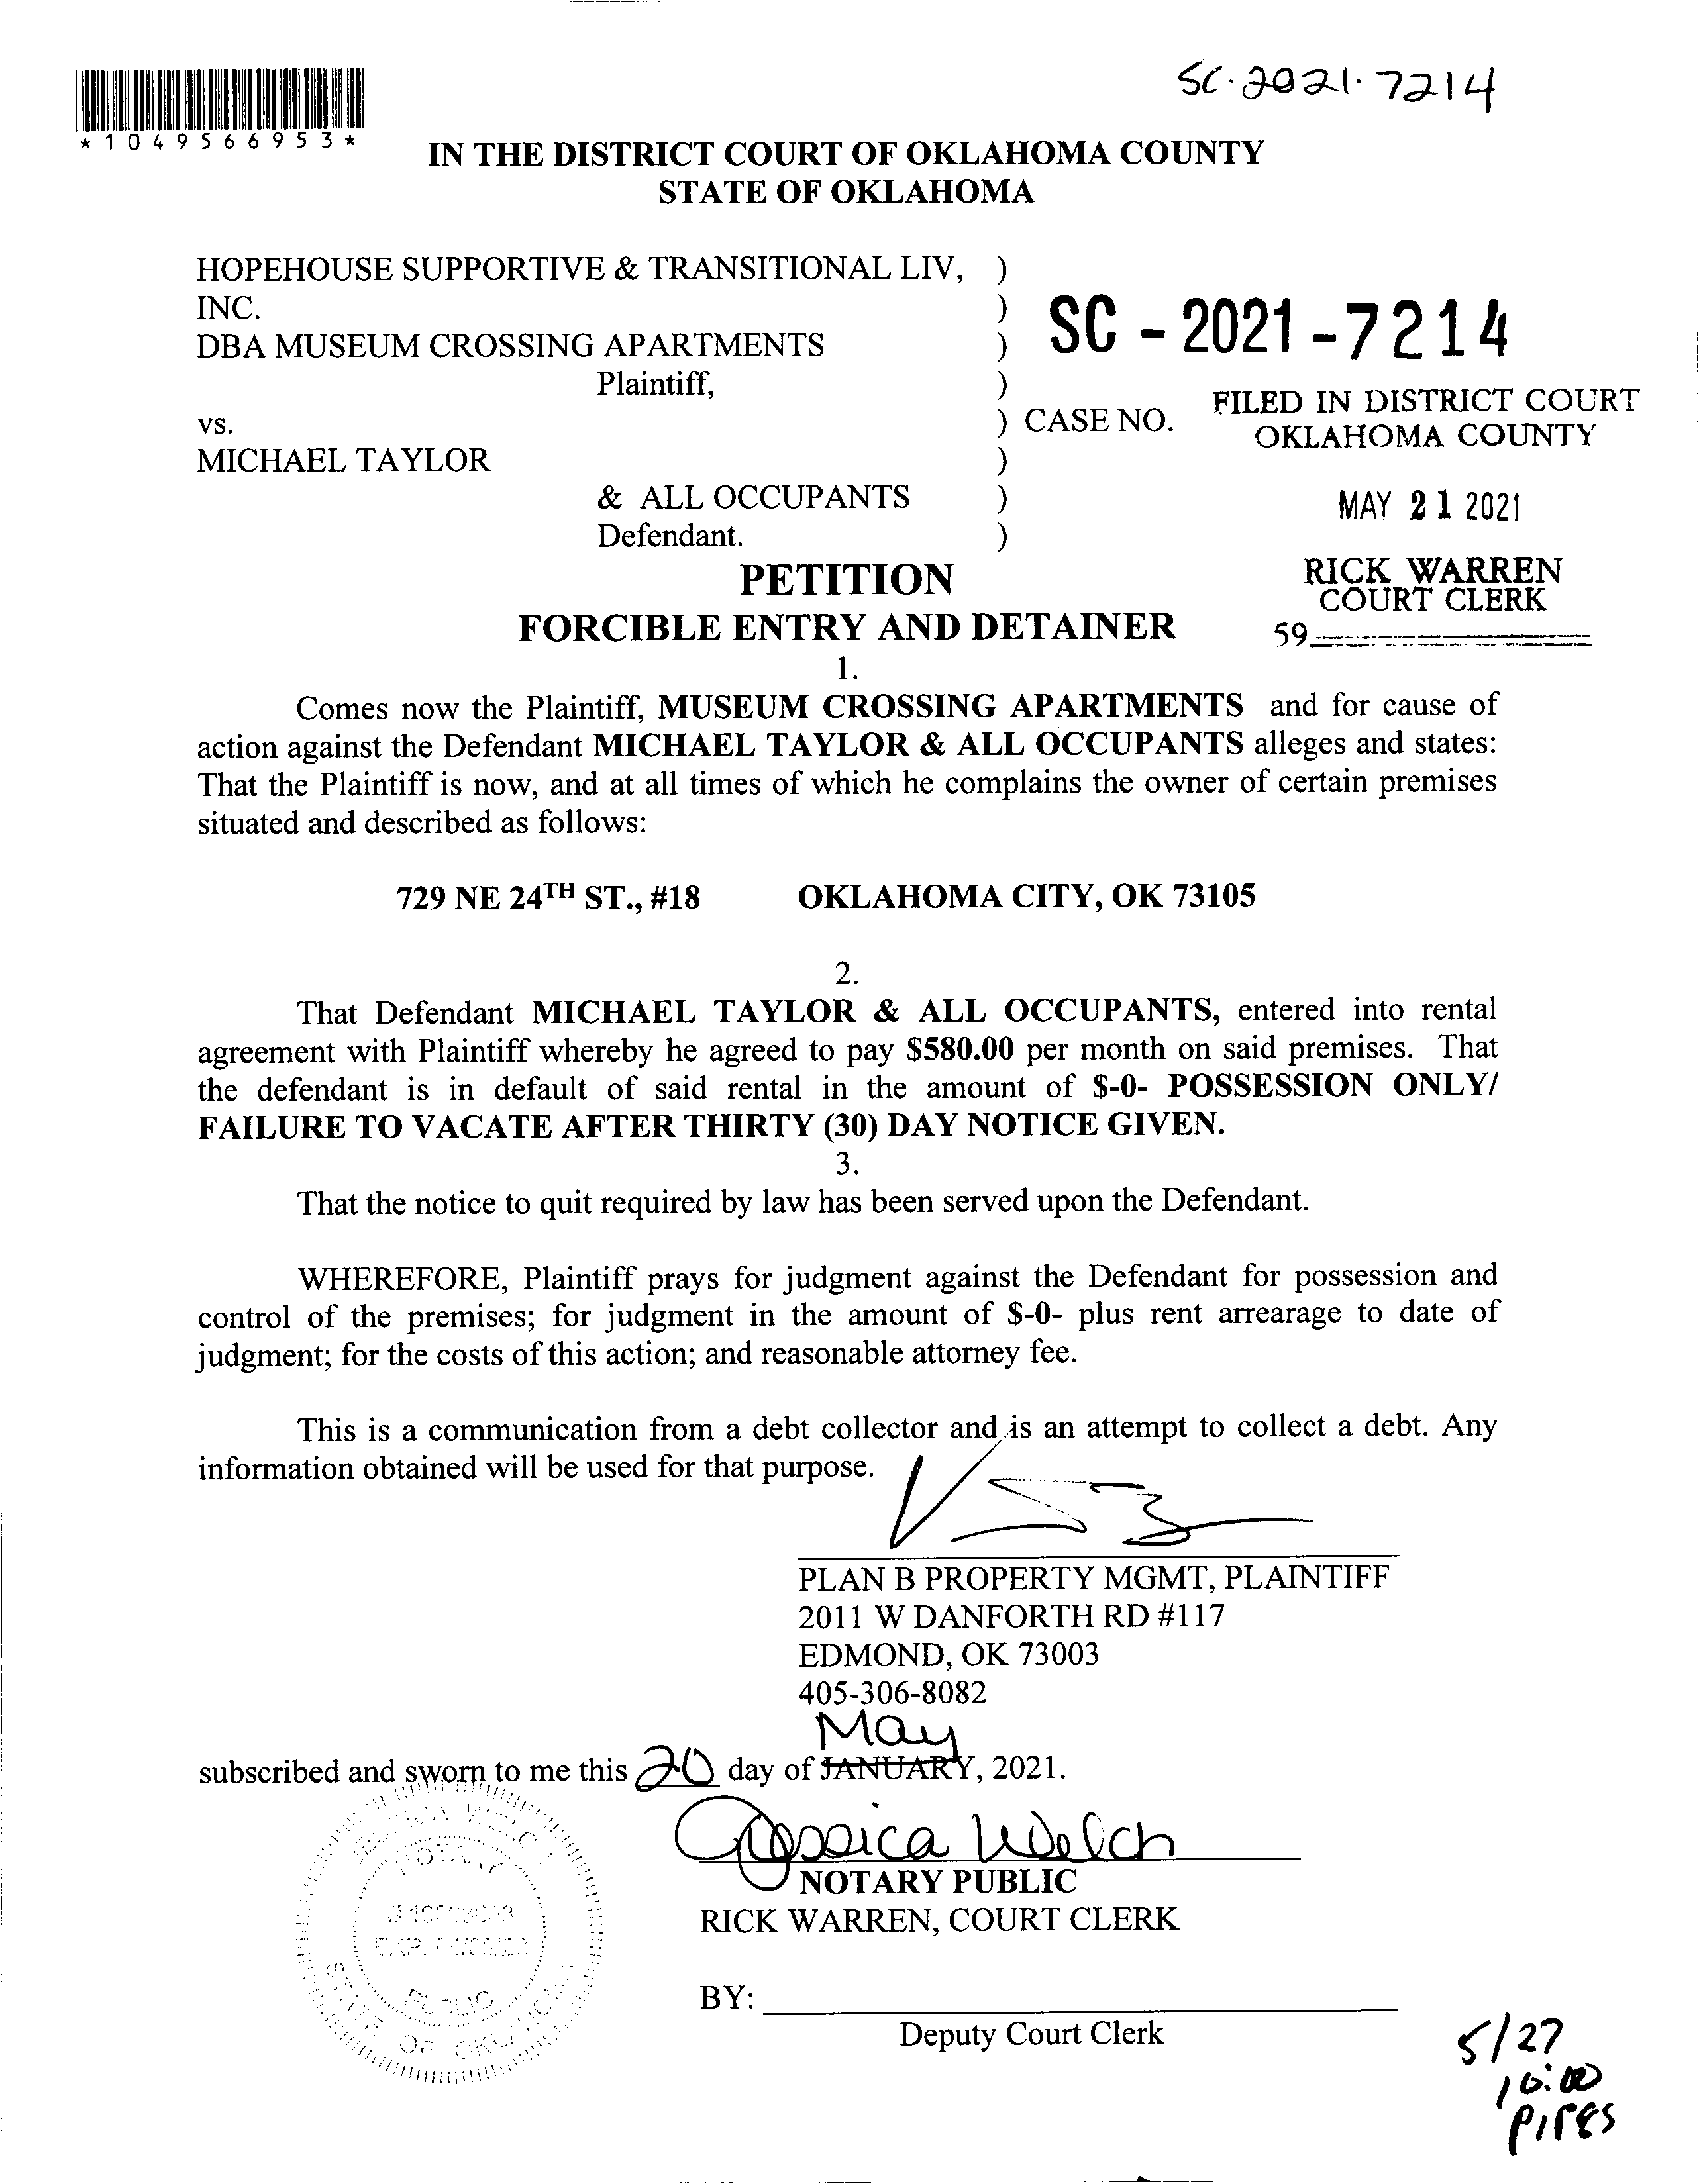 SC-2021-7214
*1049566953*
IN THE DISTRICT COURT OF OKLAHOMA COUNTY
STATE OF OKLAHOMA
HOPEHOUSE SUPPORTIVE & TRANSITIONAL LIV, )
INC. )
DBA MUSEUM CROSSING APARTMENTS ) SC - 2021 - 7214
Plaintiff, )
vs. ) CASE NO. FILED IN DISTRICT COURT
OKLAHOMA COUNTY
MICHAEL TAYLOR )
& ALL OCCUPANTS ) MAY 21 2021
Defendant. )
PETITION RICK WARREN
COURT CLERK
FORCIBLE ENTRY AND DETAINER 59
1.
Comes now the Plaintiff, MUSEUM CROSSING APARTMENTS and for cause of
action against the Defendant MICHAEL TAYLOR & ALL OCCUPANTS alleges and states:
That the Plaintiff is now, and at all times of which he complains the owner of certain premises
situated and described as follows:
729 NE 24TH ST., #18 OKLAHOMA CITY, OK 73105
2.
That Defendant MICHAEL TAYLOR & ALL OCCUPANTS, entered into rental
agreement with Plaintiff whereby he agreed to pay $580.00 per month on said premises. That
the defendant is in default of said rental in the amount of $-0- POSSESSION ONLY/
FAILURE TO VACATE AFTER THIRTY (30) DAY NOTICE GIVEN.
3.
That the notice to quit required by law has been served upon the Defendant.
WHEREFORE, Plaintiff prays for judgment against the Defendant for possession and
control of the premises; for judgment in the amount of $-0- plus rent arrearage to date of
judgment; for the costs of this action; and reasonable attorney fee.
This is a communication from a debt collector and is an attempt to collect a debt. Any
information obtained will be used for that purpose.
PLAN B PROPERTY MGMT, PLAINTIFF
2011 W DANFORTH RD #117
EDMOND, OK 73003
405-306-8082
May
subscribed and sworn to me this 20 day of JANUARY, 2021.
Jessica Welch
NOTARY PUBLIC
RICK WARREN, COURT CLERK
BY:
Deputy Court Clerk
JESSICA WELCH
NOTARY
PUBLIC
STATE OF OKLAHOMA
5/27
10:00
PIPES